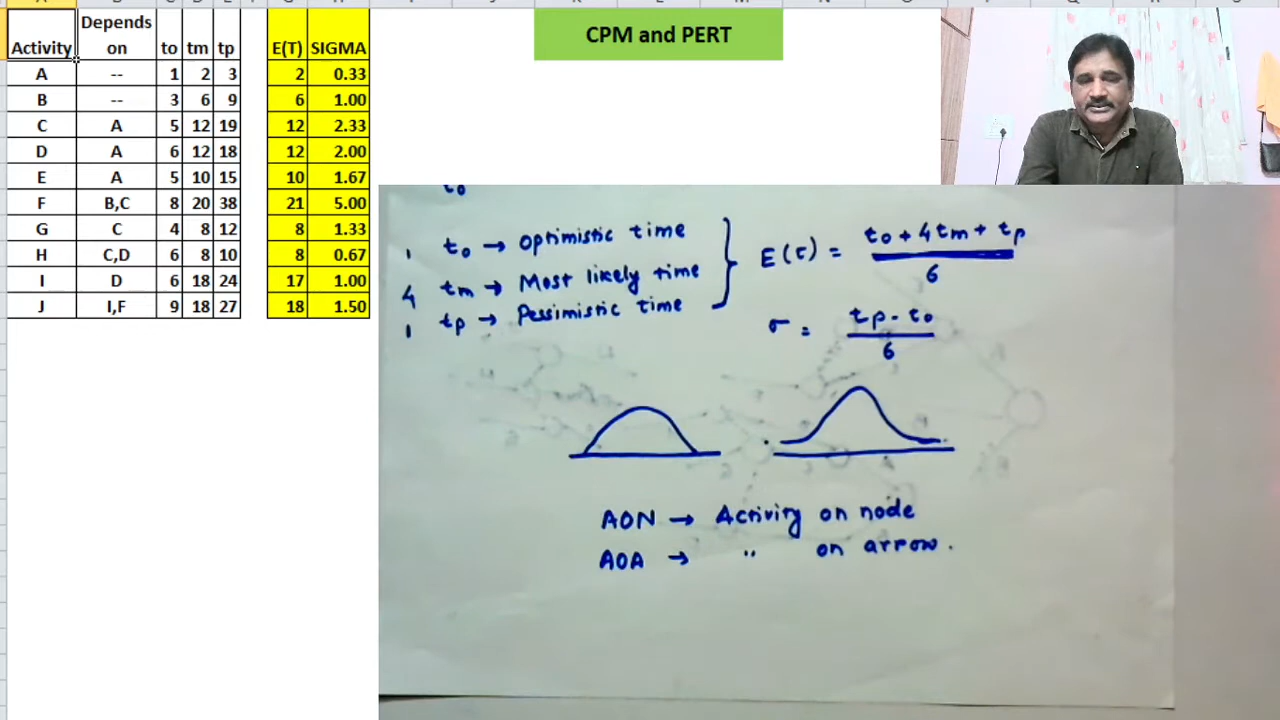 CPM and PERT
Activity Depends on to tm tp E(T) SIGMA
A -- 1 2 3 2 0.33
B -- 3 6 9 6 1.00
C A 5 12 19 12 2.33
D A 6 12 18 12 2.00
E A 5 10 15 10 1.67
F B,C 8 20 38 21 5.00
G C 4 8 12 8 1.33
H C,D 6 8 10 8 0.67
I D 6 18 24 17 1.00
J I,F 9 18 27 18 1.50
to
1 to → Optimistic time
4 tm → Most likely time
1 tp → Pessimistic time
E(t) = to + 4tm + tp
6
σ = tp - to
6
AON → Activity on node
AOA → " on arrow.